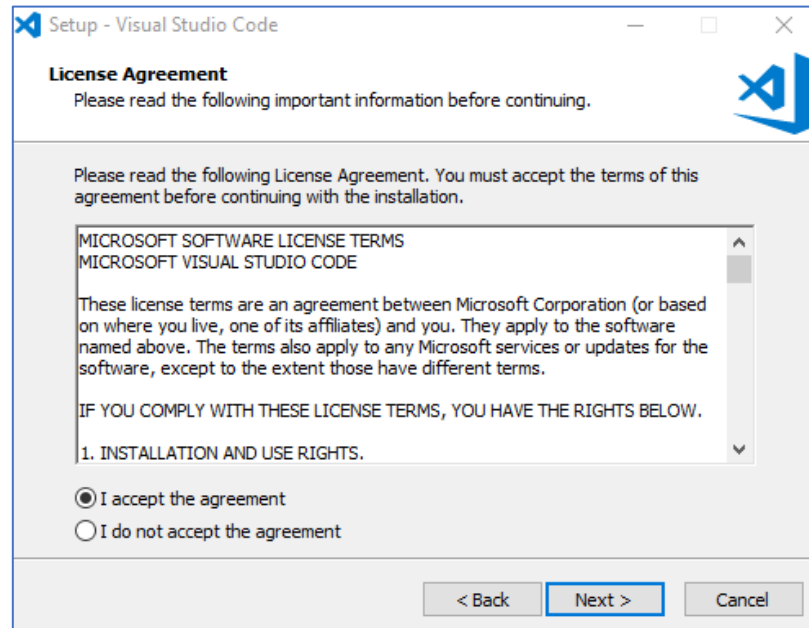 Setup - Visual Studio Code
License Agreement
Please read the following important information before continuing.
Please read the following License Agreement. You must accept the terms of this
agreement before continuing with the installation.
MICROSOFT SOFTWARE LICENSE TERMS
MICROSOFT VISUAL STUDIO CODE
These license terms are an agreement between Microsoft Corporation (or based
on where you live, one of its affiliates) and you. They apply to the software
named above. The terms also apply to any Microsoft services or updates for the
software, except to the extent those have different terms.
IF YOU COMPLY WITH THESE LICENSE TERMS, YOU HAVE THE RIGHTS BELOW.
1. INSTALLATION AND USE RIGHTS.
I accept the agreement
I do not accept the agreement
< Back Next > Cancel